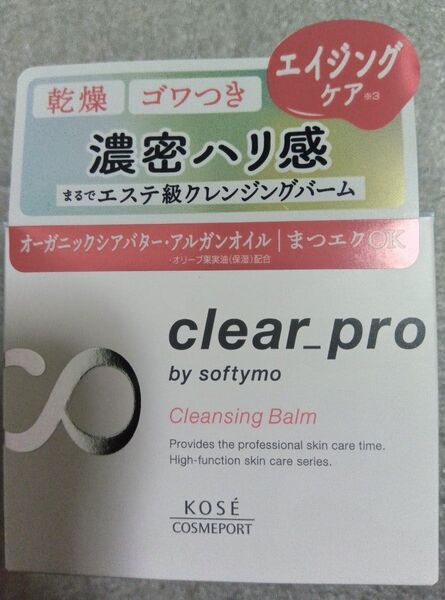 エイジング
ケア※3
乾燥 ゴワつき
濃密ハリ感
まるでエステ級クレンジングバーム
オーガニックシアバター・アルガンオイル|まつエクOK
・オリーブ果実油(保湿)配合
clear_pro
by softymo
Cleansing Balm
Provides the professional skin care time.
High-function skin care series.
KOSÉ
COSMEPORT